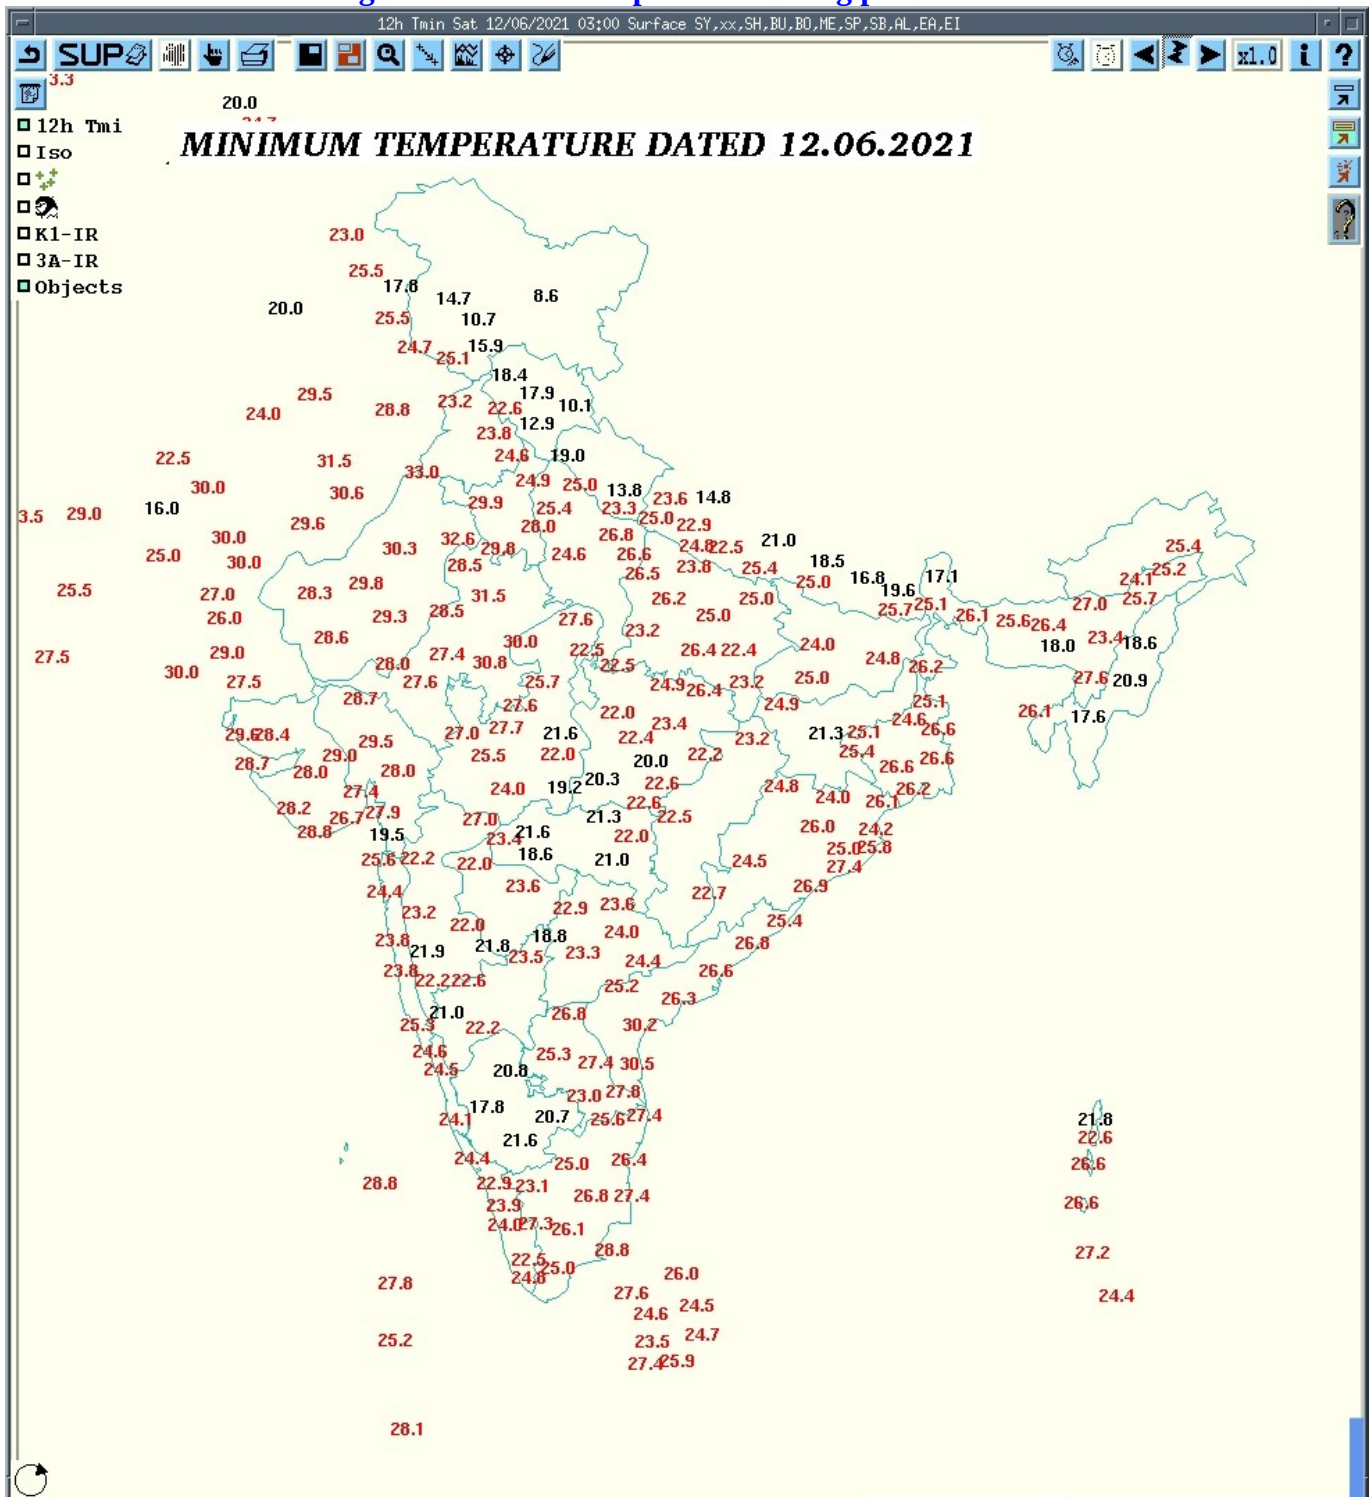 12h Tmin Sat 12/06/2021 03:00 Surface SY,xx,SH,BU,BO,ME,SP,SB,AL,EA,EI
SUP x1.0 i ?
3.3
20.0
12h Tmi
MINIMUM TEMPERATURE DATED 12.06.2021
Iso
K1-IR
3A-IR
Objects
23.0
25.5
17.8 14.7 8.6
20.0 25.5 10.7
24.7 25.1 15.9
18.4
29.5 17.9
24.0 28.8 23.2 22.6 10.1
12.9
23.8
22.5 31.5 24.6 19.0
33.0
30.0 30.6 24.9 25.0 13.8
29.9 23.6 14.8
3.5 29.0 16.0 25.4 23.3
29.6 28.0 25.0 22.9
30.0 32.6 26.8 21.0
25.0 30.3 29.8 24.6 26.6 24.8 22.5 25.4
30.0 28.5 26.5 23.8 25.4 18.5 25.2
25.0 16.8 17.1 24.1
25.5 27.0 28.3 29.8 31.5 26.2 25.0 19.6 27.0 25.7
26.0 29.3 28.5 27.6 25.0 25.7 25.1 26.1 25.6 26.4
28.6 30.0 23.2 24.0 18.0 23.4 18.6
27.5 29.0 27.4 22.5 26.4 22.4 24.8
30.0 28.0 30.8 22.5 26.2
27.5 27.6 25.7 24.9 26.4 23.2 25.0 27.6 20.9
28.7 27.6 24.9 25.1
22.0 23.4 24.6 26.1 17.6
29.6 28.4 29.5 27.0 27.7 21.6 22.4 23.2 21.3 25.1 26.6
28.7 29.0 25.5 22.0 20.0 22.2 25.4 26.6 26.6
28.0 28.0 20.3 22.6
27.4 24.0 19.2 24.8 24.0 26.2
28.2 26.7 27.9 27.0 21.3 22.6 22.5 26.1
28.8 19.5 23.4 21.6 22.0 26.0 24.2
25.6 22.2 22.0 18.6 21.0 24.5 25.0 25.8
27.4
24.4 23.6 22.7 26.9
23.2 22.9 23.6
22.0 24.0 25.4
23.8 21.9 21.8 18.8 26.8
23.5 23.3 24.4
23.8 22.2 22.6 26.6
25.2 26.3
21.0 26.8
25.3 22.2 30.2
24.6 25.3
24.5 20.8 27.4 30.5
23.0 27.8
17.8
24.1 20.7 25.6 27.4 21.8
21.6 22.6
24.4 25.0 26.4 26.6
28.8 22.9 23.1
23.9 26.8 27.4 26.6
24.0 27.3 26.1
28.8 27.2
22.5 25.0
27.8 24.8 26.0
27.6 24.5 24.4
24.6
25.2 23.5 24.7
27.4 25.9
28.1